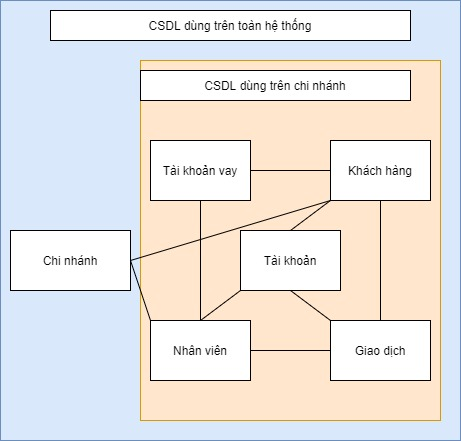 CSDL dùng trên toàn hệ thống
CSDL dùng trên chi nhánh
Tài khoản vay
Khách hàng
Chi nhánh
Tài khoản
Nhân viên
Giao dịch